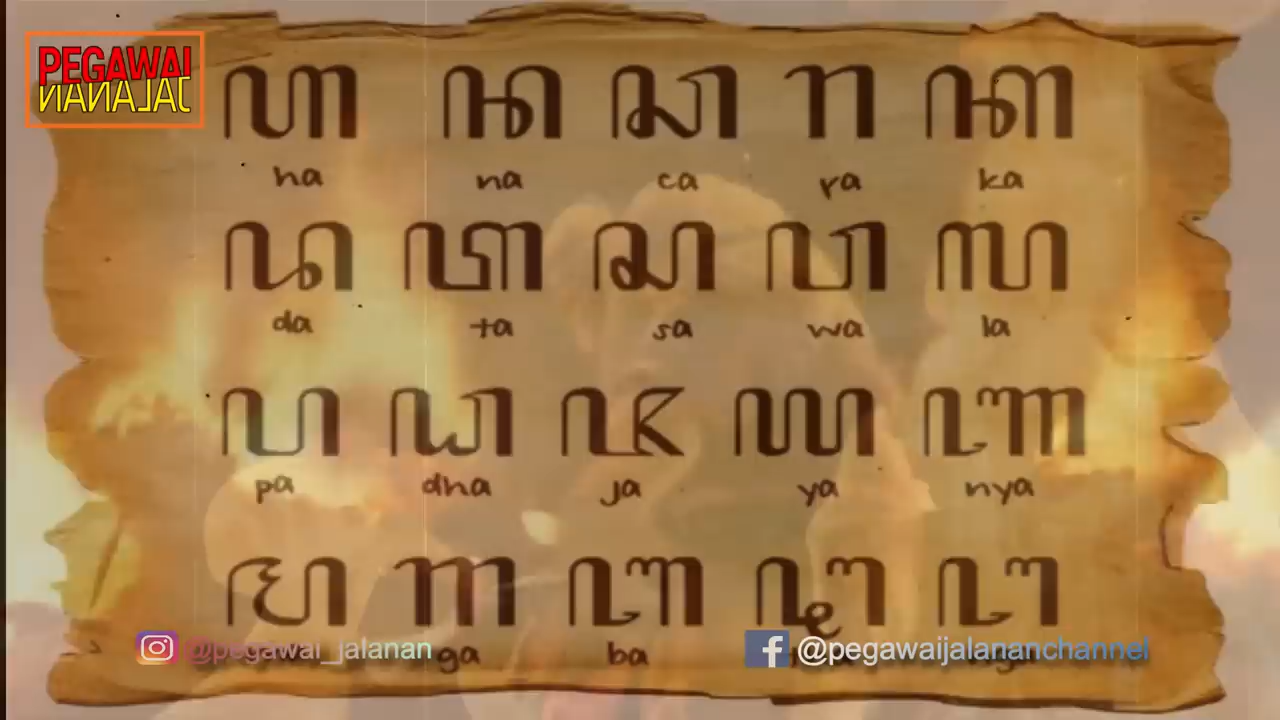 PEGAWAI
JALANAN
ꦲ ꦤ ꦕ ꦫ ꦏ
ha na ca ra ka
ꦢ ꦠ ꦱ ꦮ ꦭ
da ta sa wa la
ꦥ ꦝ ꦗ ꦪ ꦚ
pa dha ja ya nya
ꦩ ꦒ ꦧ ꦛ ꦔ
ga ba
@pegawai_jalanan @pegawaijalananchannel